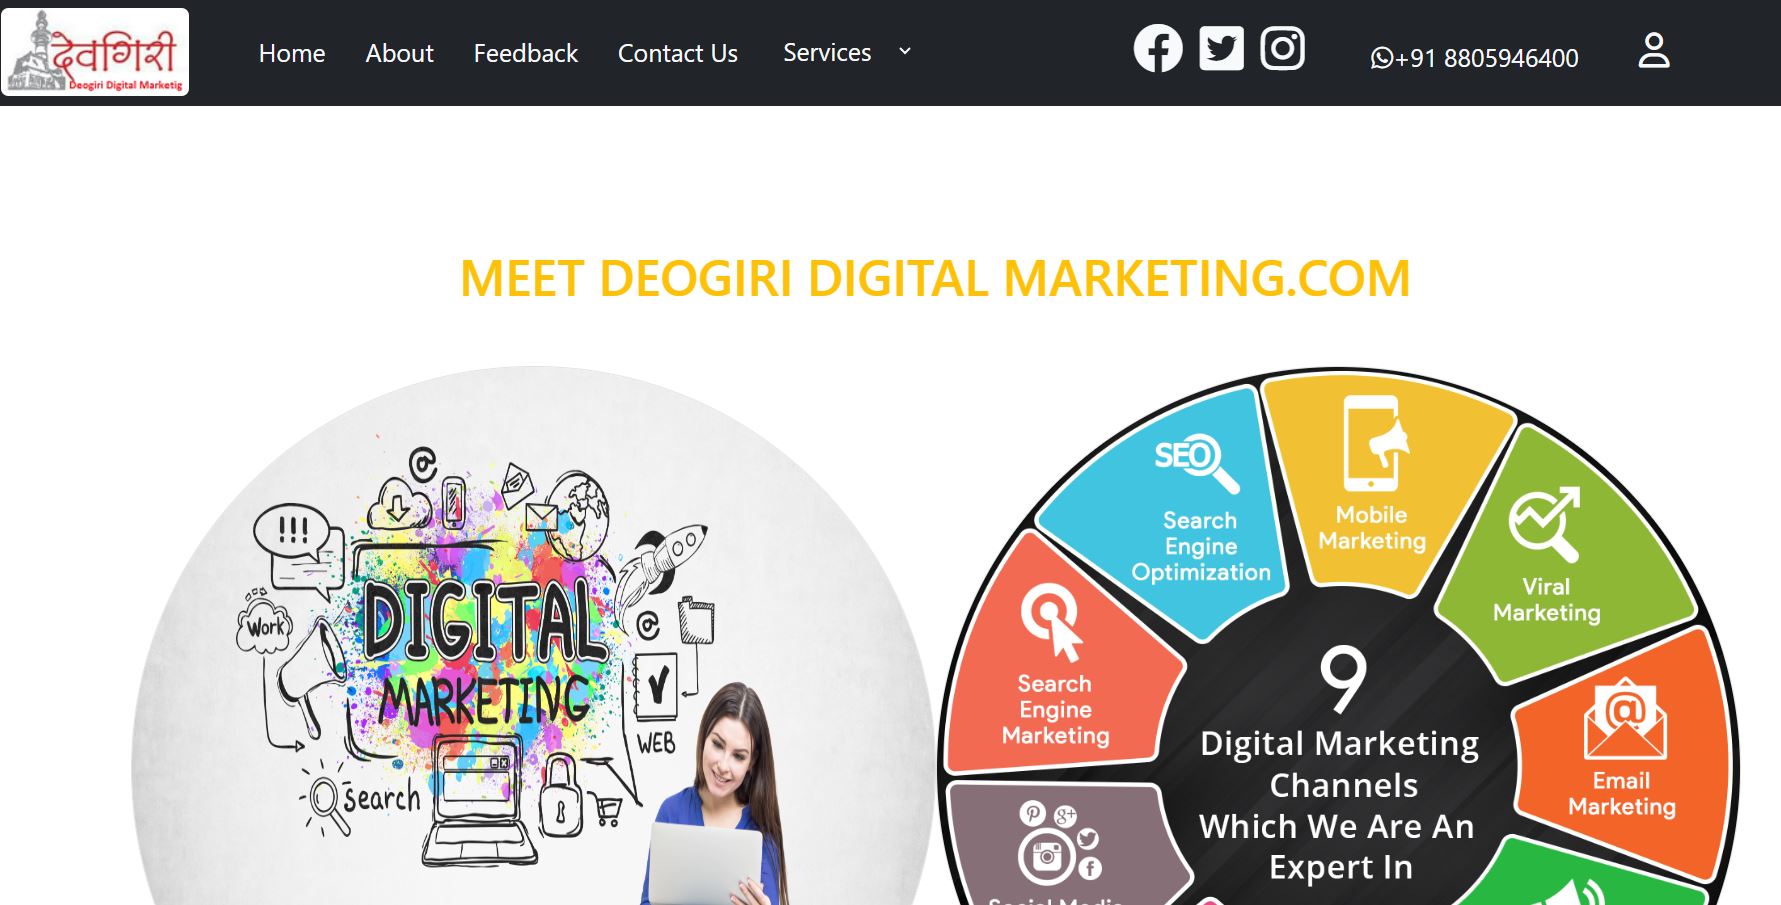 देवगिरी
Deogiri Digital Marketig
Home About Feedback Contact Us Services +91 8805946400
MEET DEOGIRI DIGITAL MARKETING.COM
@
!!!
Work
DIGITAL
MARKETING
@
WEB
Search
SEO
Search
Engine
Optimization
Mobile
Marketing
Viral
Marketing
Search
Engine
Marketing
@
Email
Marketing
9
Digital Marketing
Channels
Which We Are An
Expert In
g+
Social Media